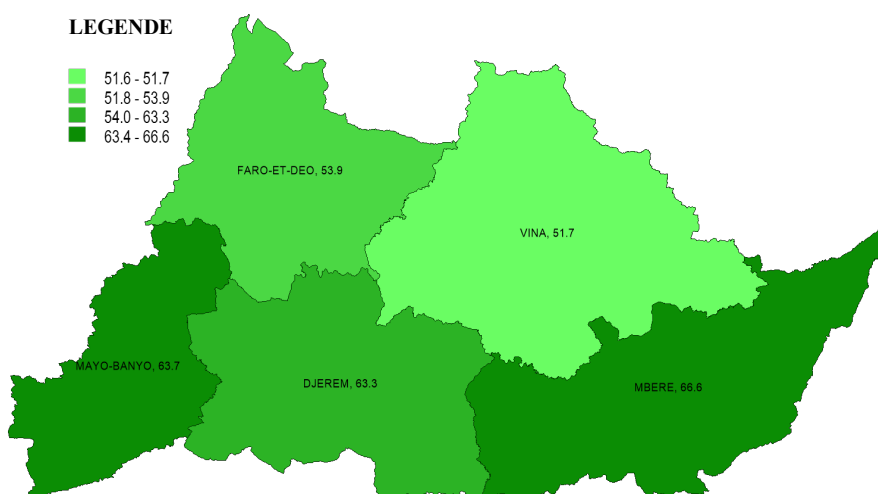 LEGENDE
51.6 - 51.7
51.8 - 53.9
54.0 - 63.3
63.4 - 66.6
FARO-ET-DEO, 53.9
VINA, 51.7
MAYO-BANYO, 63.7
DJEREM, 63.3
MBERE, 66.6